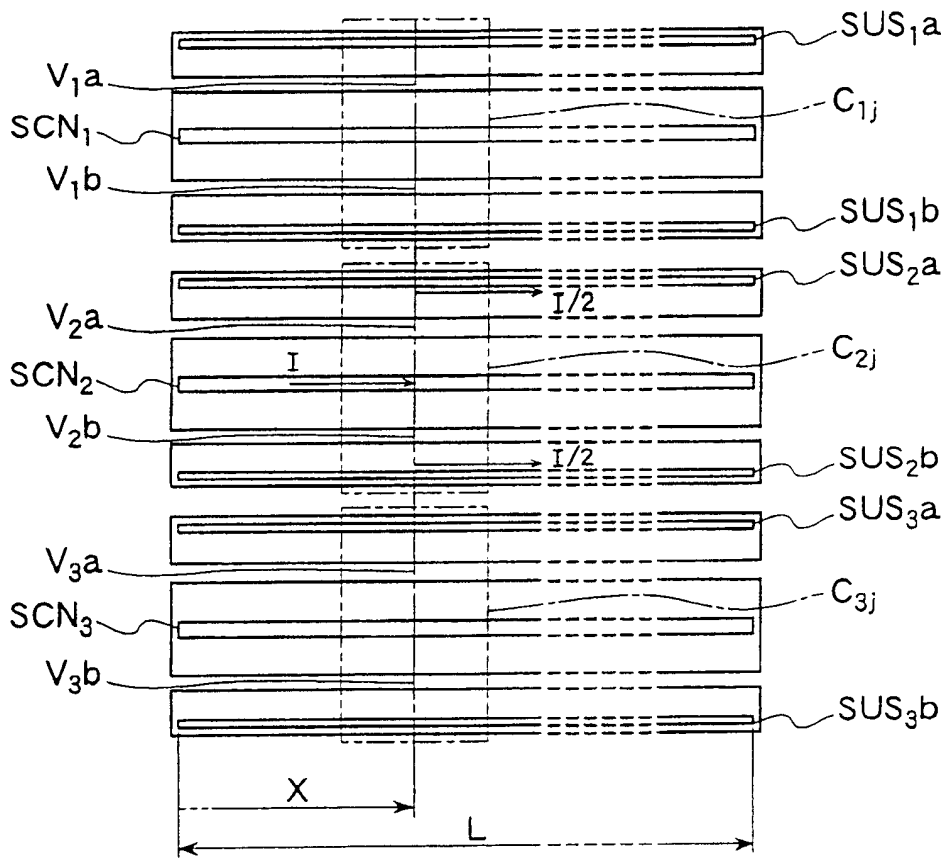 SUS₁a
V₁a
C₁j
SCN₁
V₁b
SUS₁b
SUS₂a
I/2
V₂a
C₂j
SCN₂
I
V₂b
I/2
SUS₂b
SUS₃a
V₃a
C₃j
SCN₃
V₃b
SUS₃b
X
L